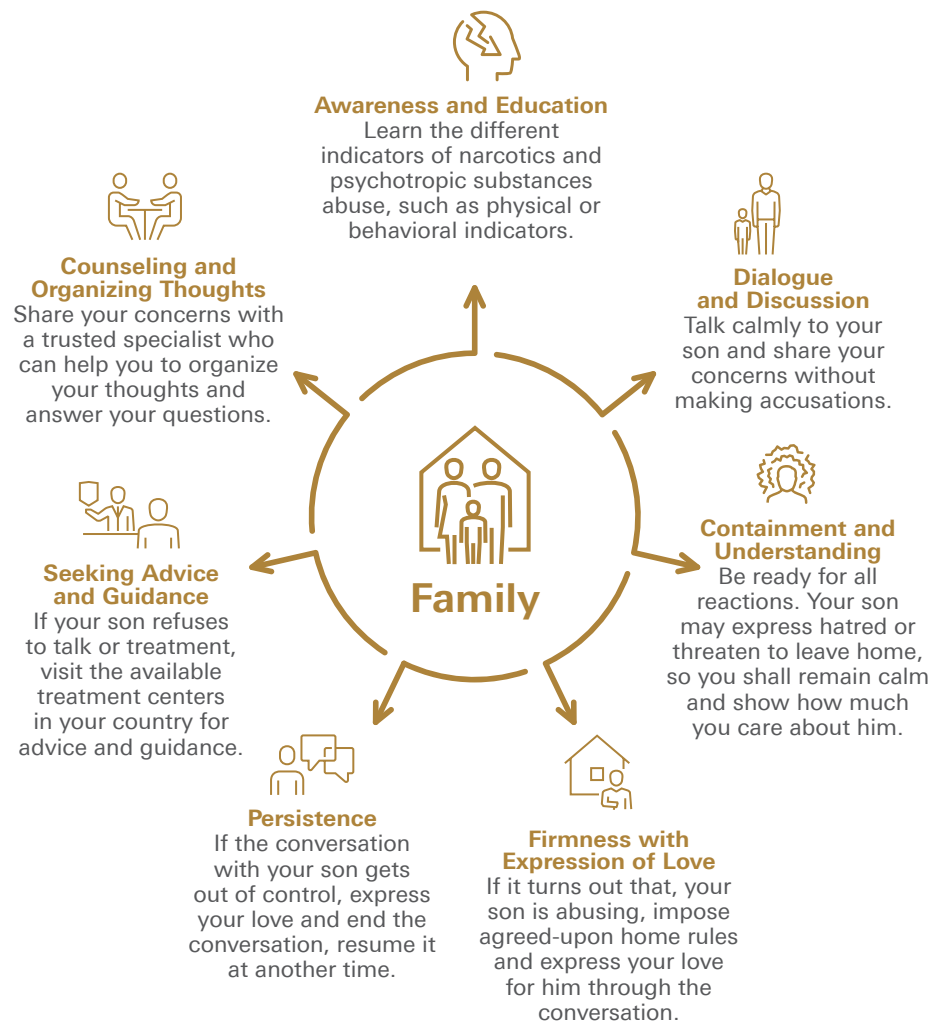 Awareness and Education
Learn the different
indicators of narcotics and
psychotropic substances
abuse, such as physical or
behavioral indicators.
Dialogue
and Discussion
Talk calmly to your
son and share your
concerns without
making accusations.
Containment and
Understanding
Be ready for all
reactions. Your son
may express hatred or
threaten to leave home,
so you shall remain calm
and show how much
you care about him.
Firmness with
Expression of Love
If it turns out that, your
son is abusing, impose
agreed-upon home rules
and express your love
for him through the
conversation.
Persistence
If the conversation
with your son gets
out of control, express
your love and end the
conversation, resume it
at another time.
Seeking Advice
and Guidance
If your son refuses
to talk or treatment,
visit the available
treatment centers
in your country for
advice and guidance.
Counseling and
Organizing Thoughts
Share your concerns with
a trusted specialist who
can help you to organize
your thoughts and
answer your questions.
Family